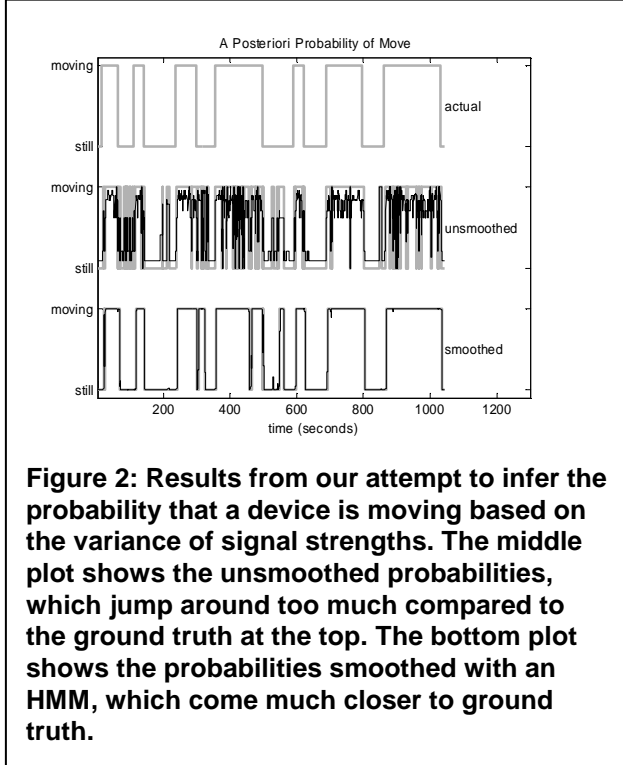 A Posteriori Probability of Move
moving
actual
still
moving
unsmoothed
still
moving
smoothed
still
200 400 600 800 1000 1200
time (seconds)
Figure 2: Results from our attempt to infer the
probability that a device is moving based on
the variance of signal strengths. The middle
plot shows the unsmoothed probabilities,
which jump around too much compared to
the ground truth at the top. The bottom plot
shows the probabilities smoothed with an
HMM, which come much closer to ground
truth.